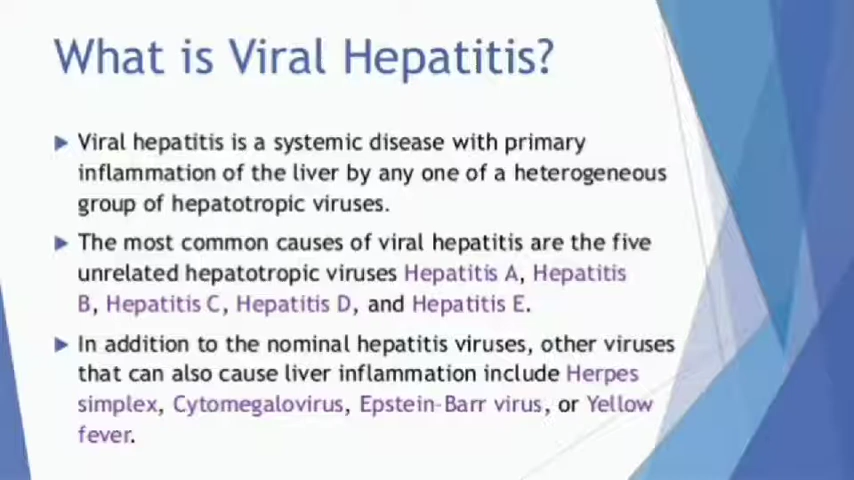 What is Viral Hepatitis?
Viral hepatitis is a systemic disease with primary
inflammation of the liver by any one of a heterogeneous
group of hepatotropic viruses.
The most common causes of viral hepatitis are the five
unrelated hepatotropic viruses Hepatitis A, Hepatitis
B, Hepatitis C, Hepatitis D, and Hepatitis E.
In addition to the nominal hepatitis viruses, other viruses
that can also cause liver inflammation include Herpes
simplex, Cytomegalovirus, Epstein-Barr virus, or Yellow
fever.